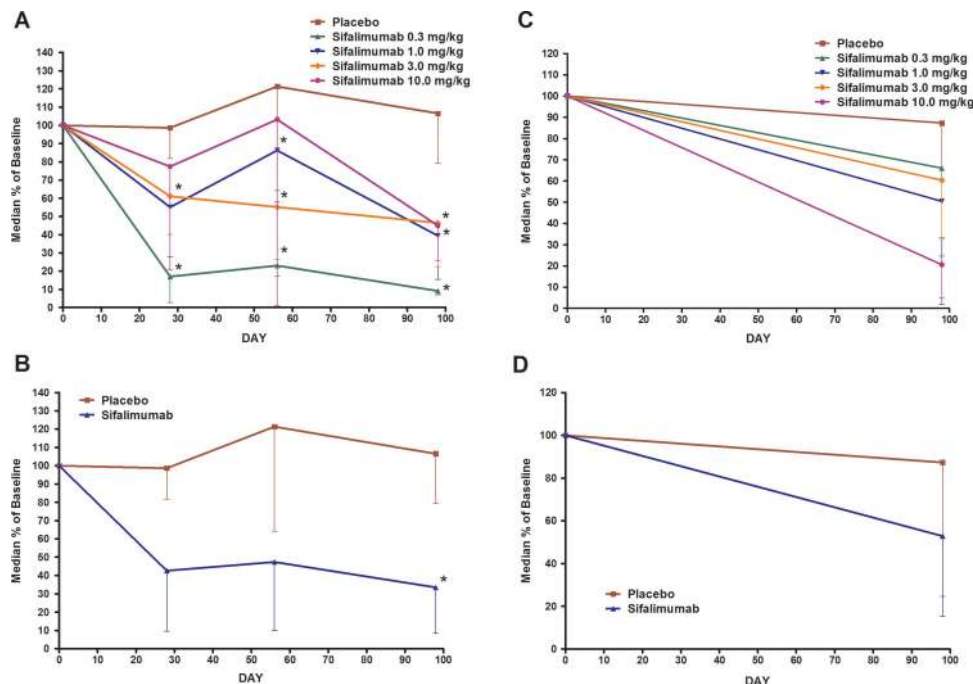 A
Placebo
Sifalimumab 0.3 mg/kg
Sifalimumab 1.0 mg/kg
Sifalimumab 3.0 mg/kg
Sifalimumab 10.0 mg/kg
Median % of Baseline
140
130
120
110
100
90
80
70
60
50
40
30
20
10
0
* * * * * * * *
0 10 20 30 40 50 60 70 80 90 100
DAY
C
Placebo
Sifalimumab 0.3 mg/kg
Sifalimumab 1.0 mg/kg
Sifalimumab 3.0 mg/kg
Sifalimumab 10.0 mg/kg
Median % of Baseline
120
110
100
90
80
70
60
50
40
30
20
10
0
0 10 20 30 40 50 60 70 80 90 100
DAY
B
Placebo
Sifalimumab
Median % of Baseline
140
130
120
110
100
90
80
70
60
50
40
30
20
10
0
*
0 10 20 30 40 50 60 70 80 90 100
DAY
D
Median % of Baseline
120
100
80
60
40
20
0
Placebo
Sifalimumab
0 10 20 30 40 50 60 70 80 90 100
DAY